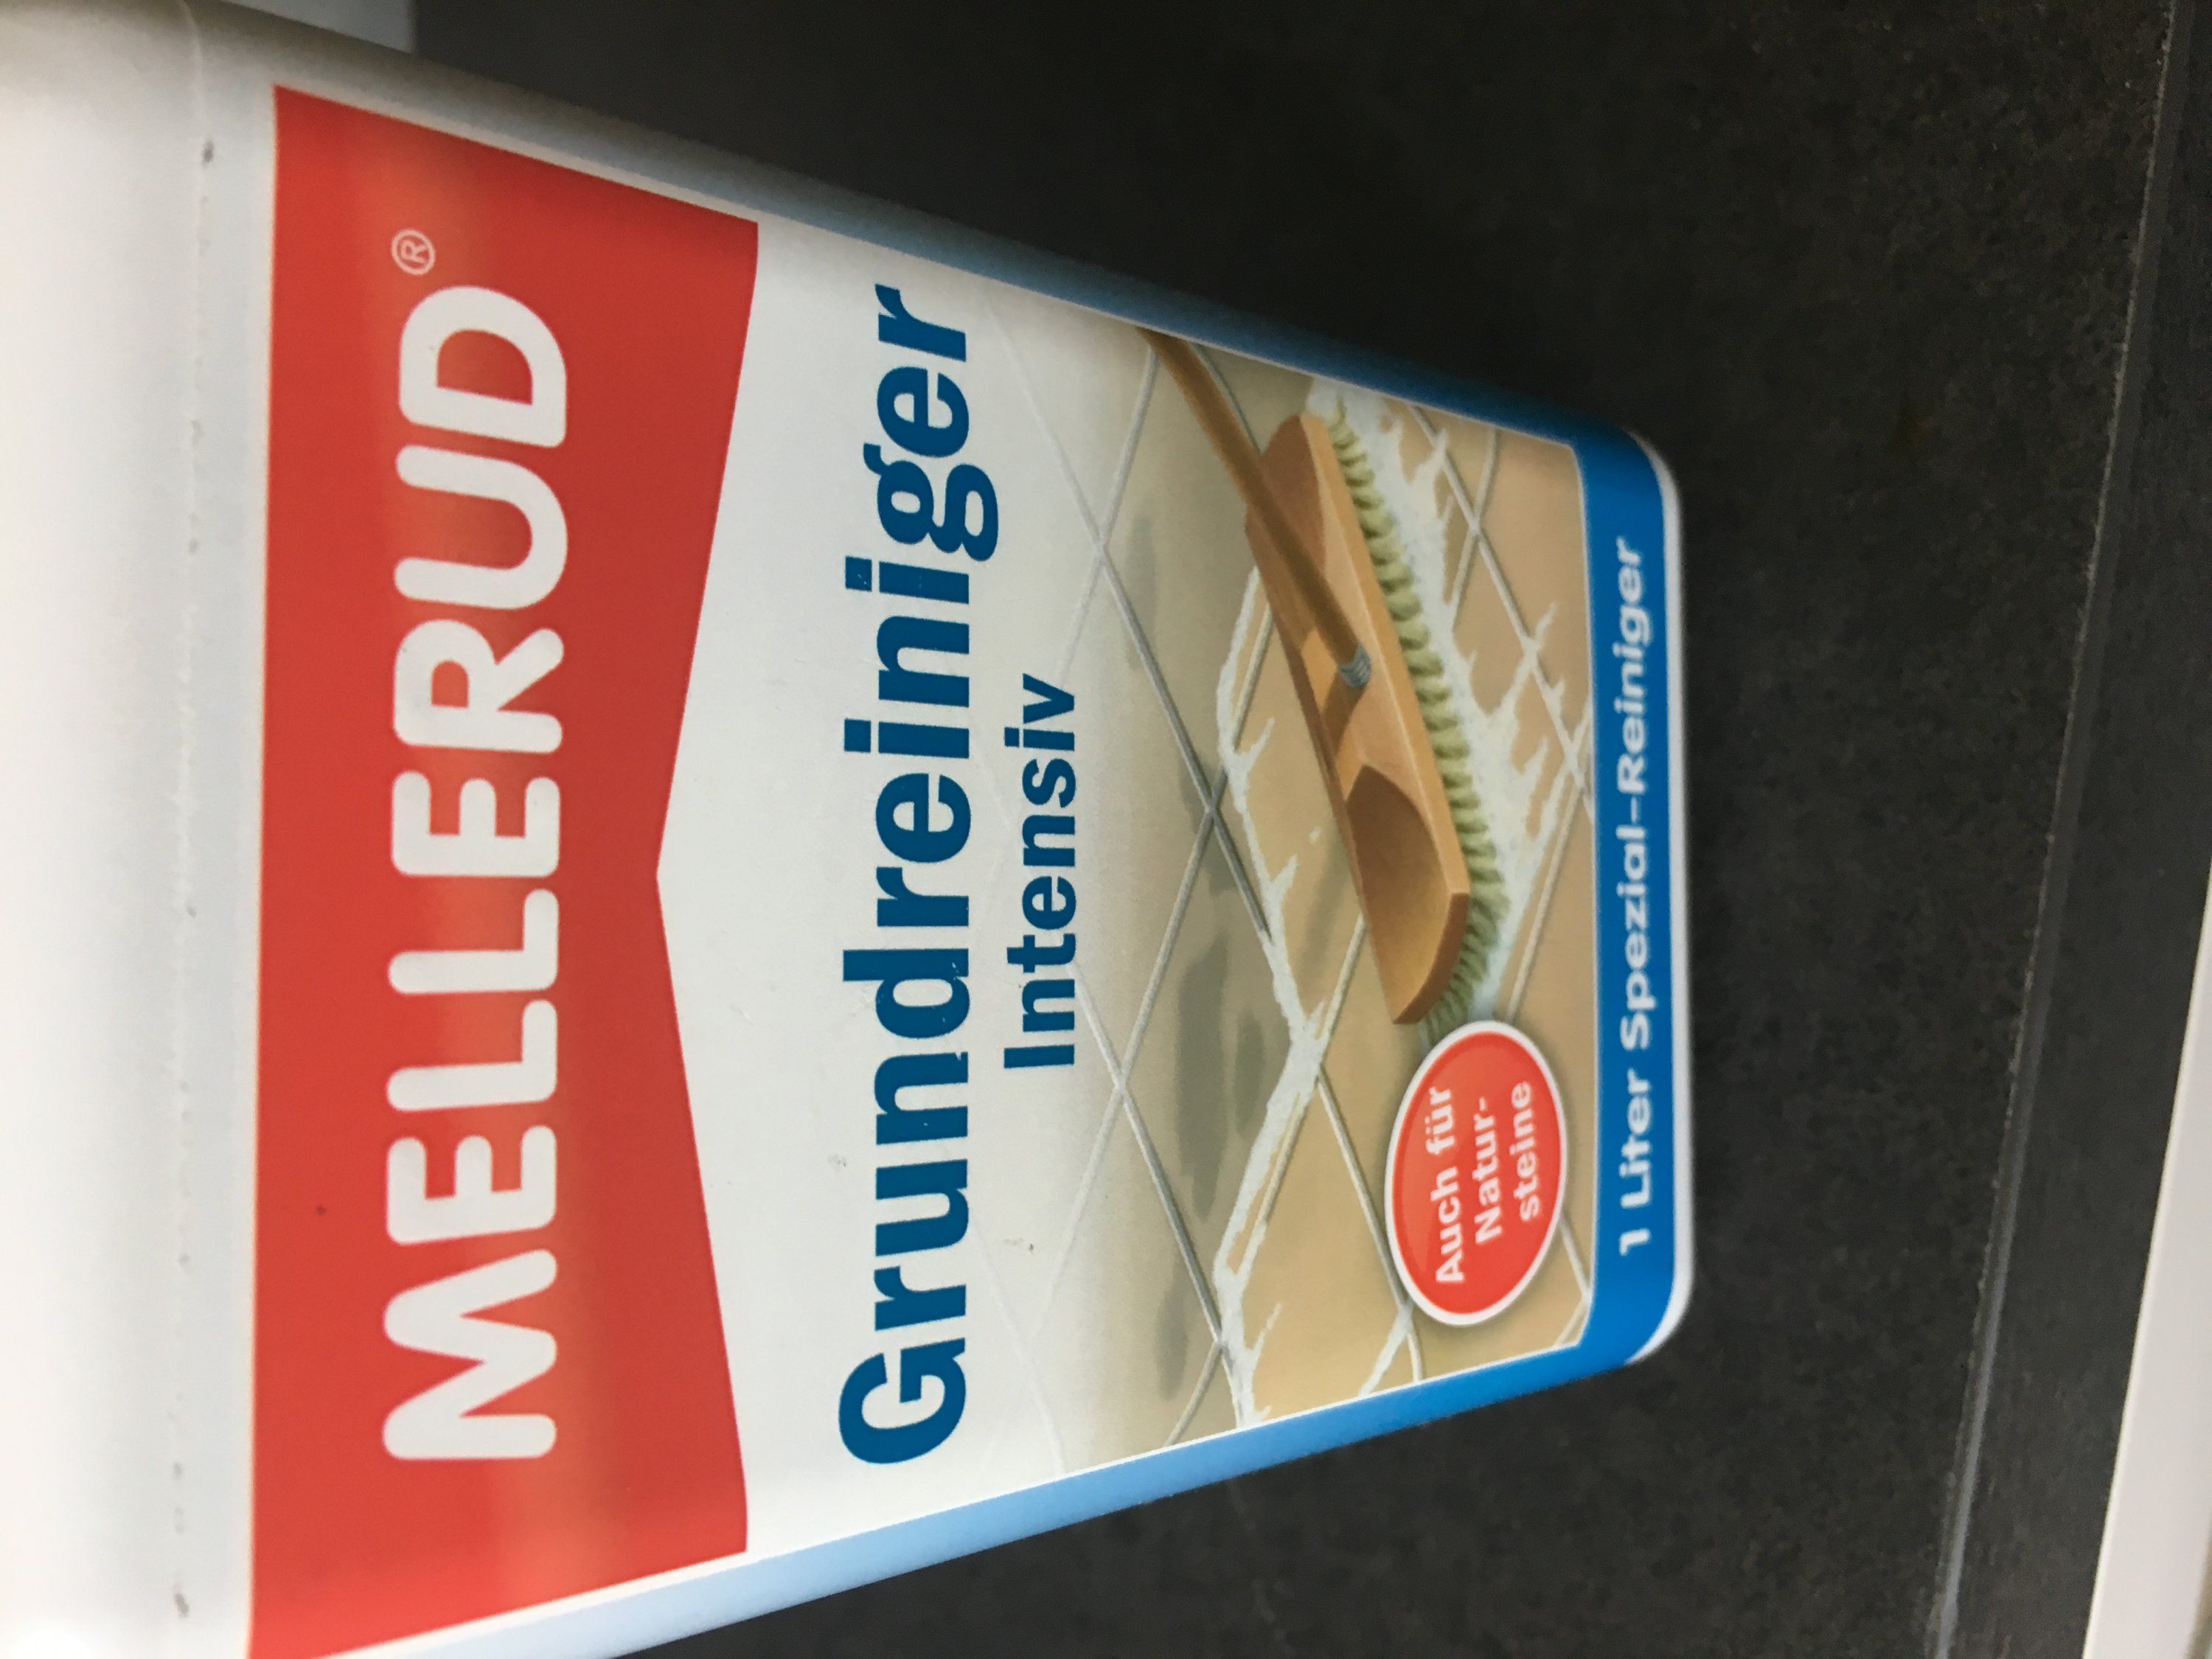 MELLERUD®
Grundreiniger
Intensiv
Auch für
Natur-
steine
1 Liter Spezial-Reiniger